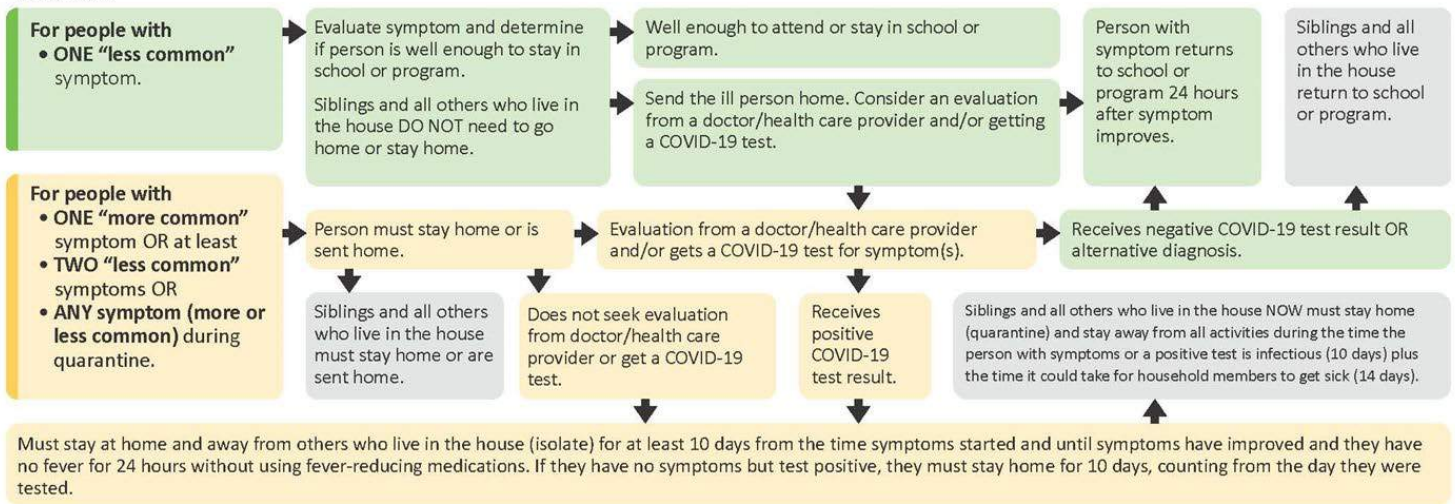 For people with
• ONE “less common”
symptom.
Evaluate symptom and determine
if person is well enough to stay in
school or program.
Siblings and all others who live in
the house DO NOT need to go
home or stay home.
Well enough to attend or stay in school or
program.
Send the ill person home. Consider an evaluation
from a doctor/health care provider and/or getting
a COVID-19 test.
Person with
symptom returns
to school or
program 24 hours
after symptom
improves.
Siblings and all
others who live
in the house
return to school
or program.
For people with
• ONE “more common”
symptom OR at least
• TWO “less common”
symptoms OR
• ANY symptom (more or
less common) during
quarantine.
Person must stay home or is
sent home.
Evaluation from a doctor/health care provider
and/or gets a COVID-19 test for symptom(s).
Receives negative COVID-19 test result OR
alternative diagnosis.
Siblings and all others
who live in the house
must stay home or are
sent home.
Does not seek evaluation
from doctor/health care
provider or get a COVID-19
test.
Receives
positive
COVID-19
test result.
Siblings and all others who live in the house NOW must stay home
(quarantine) and stay away from all activities during the time the
person with symptoms or a positive test is infectious (10 days) plus
the time it could take for household members to get sick (14 days).
Must stay at home and away from others who live in the house (isolate) for at least 10 days from the time symptoms started and until symptoms have improved and they have
no fever for 24 hours without using fever-reducing medications. If they have no symptoms but test positive, they must stay home for 10 days, counting from the day they were
tested.